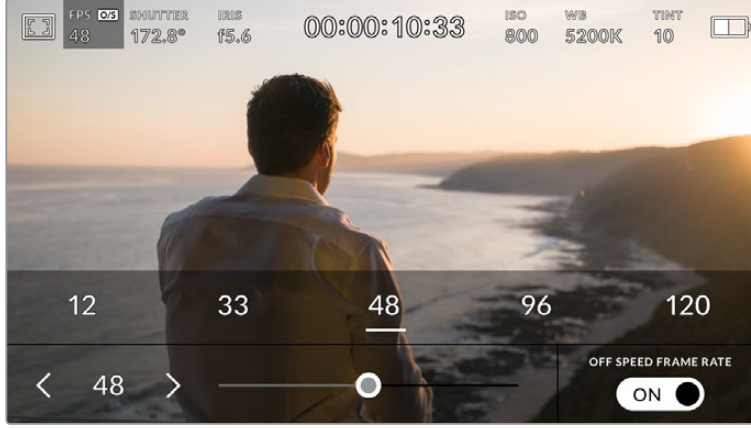 FPS O/S SHUTTER IRIS 00:00:10:33 ISO WB TINT
48 172.8° f5.6 800 5200K 10
12 33 48 96 120
OFF SPEED FRAME RATE
48 ON